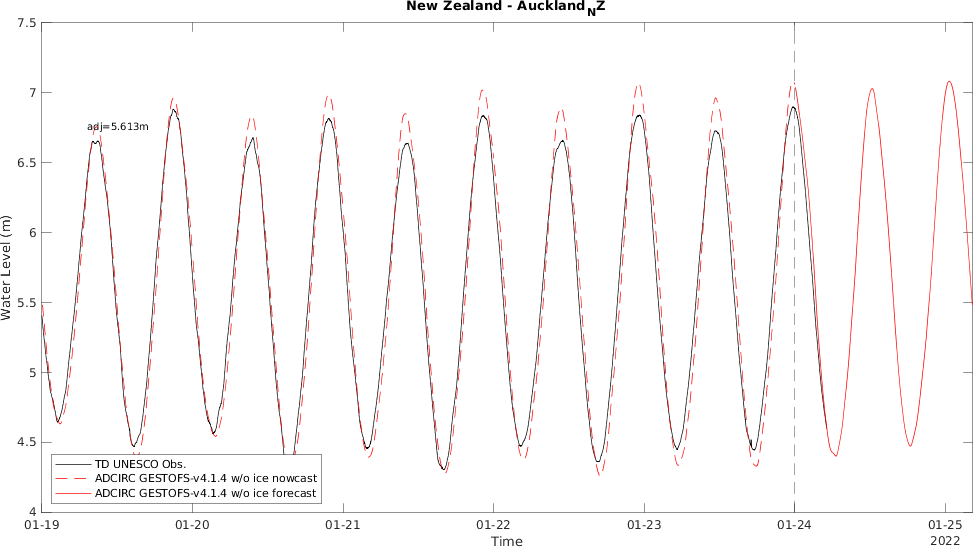 New Zealand - Auckland_NZ
7.5
7
6.5
6
5.5
5
4.5
4
Water Level (m)
adj=5.613m
TD UNESCO Obs.
ADCIRC GESTOFS-v4.1.4 w/o ice nowcast
ADCIRC GESTOFS-v4.1.4 w/o ice forecast
01-19 01-20 01-21 01-22 01-23 01-24 01-25
Time 2022